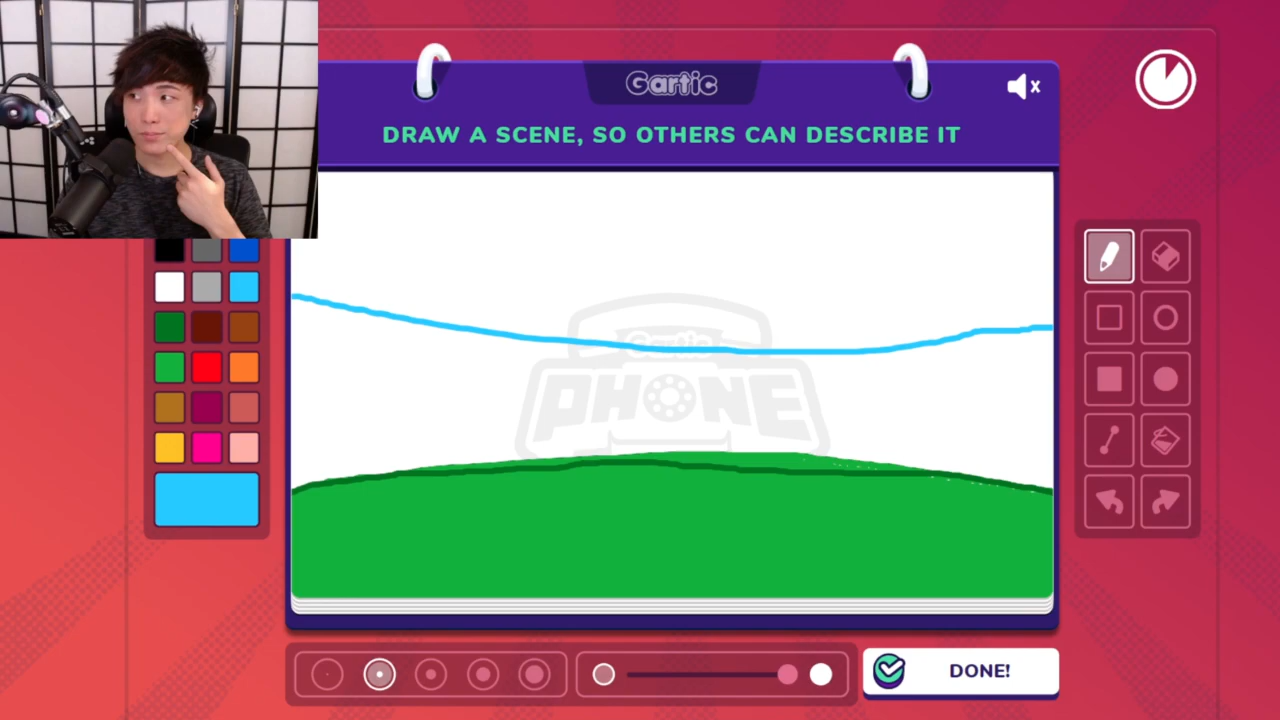 Gartic
DRAW A SCENE, SO OTHERS CAN DESCRIBE IT
Gartic
PHONE
DONE!